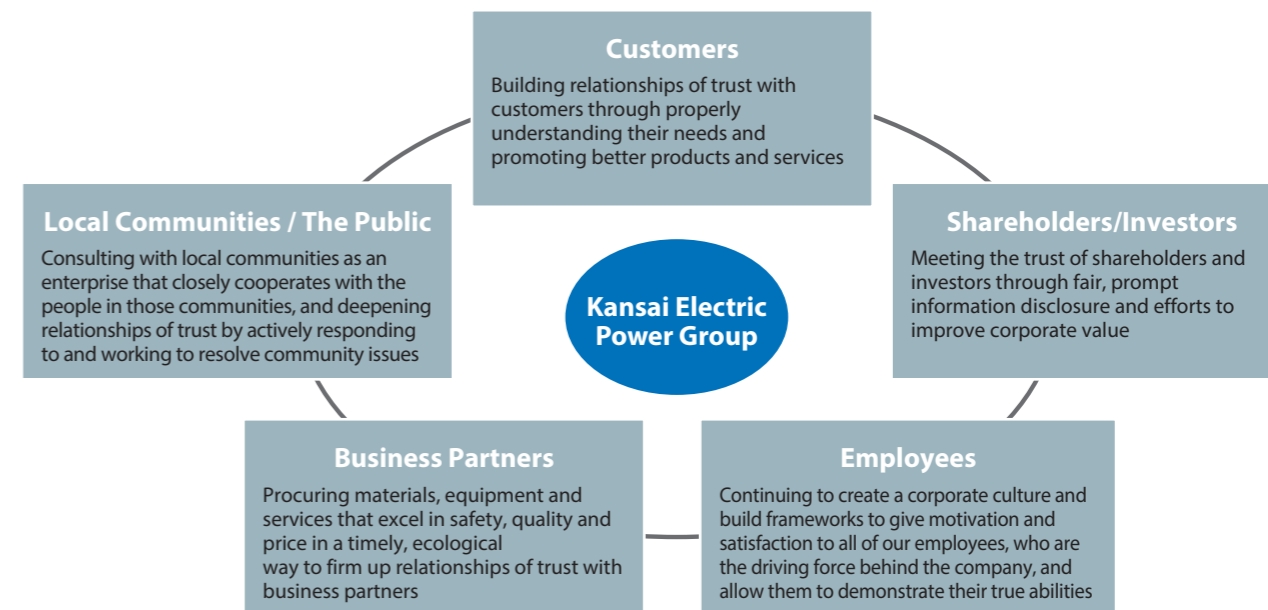 Customers
Building relationships of trust with
customers through properly
understanding their needs and
promoting better products and services
Local Communities / The Public
Consulting with local communities as an
enterprise that closely cooperates with the
people in those communities, and deepening
relationships of trust by actively responding
to and working to resolve community issues
Shareholders/Investors
Meeting the trust of shareholders and
investors through fair, prompt
information disclosure and efforts to
improve corporate value
Kansai Electric
Power Group
Business Partners
Procuring materials, equipment and
services that excel in safety, quality and
price in a timely, ecological
way to firm up relationships of trust with
business partners
Employees
Continuing to create a corporate culture and
build frameworks to give motivation and
satisfaction to all of our employees, who are
the driving force behind the company, and
allow them to demonstrate their true abilities